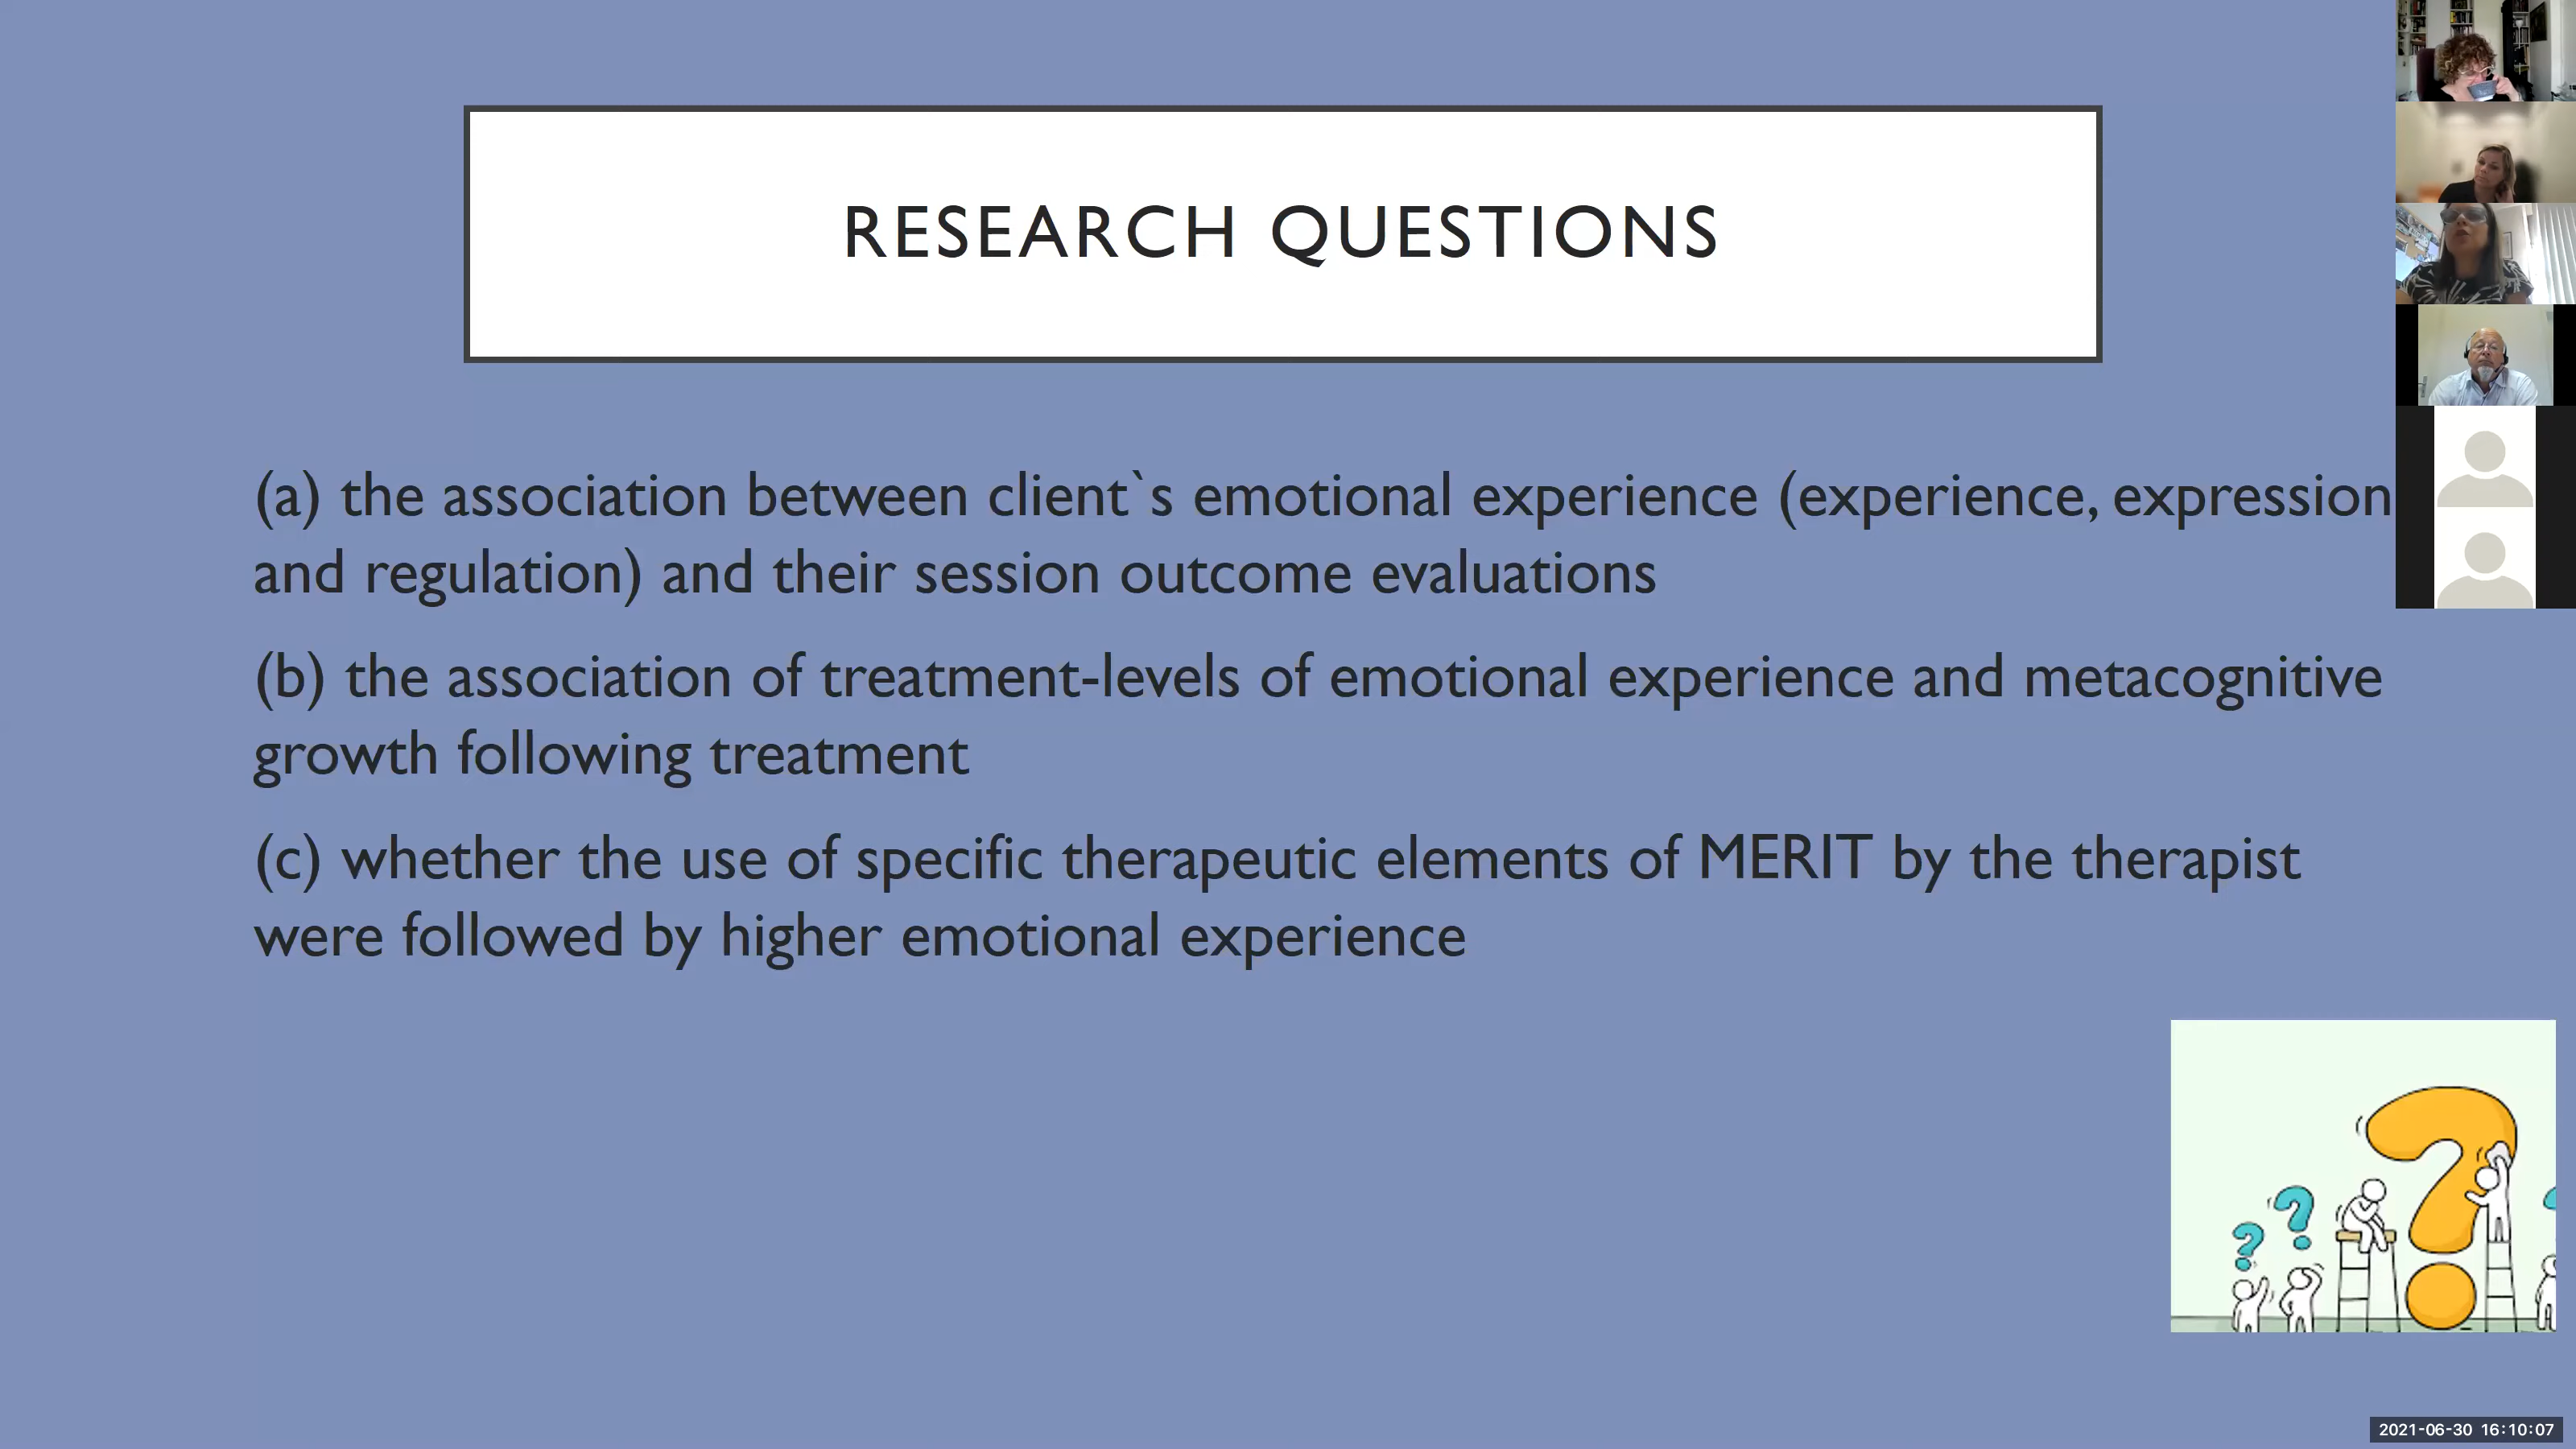 RESEARCH QUESTIONS
(a) the association between client`s emotional experience (experience, expression
and regulation) and their session outcome evaluations
(b) the association of treatment-levels of emotional experience and metacognitive
growth following treatment
(c) whether the use of specific therapeutic elements of MERIT by the therapist
were followed by higher emotional experience
? ? ?
2021-06-30 16:10:07